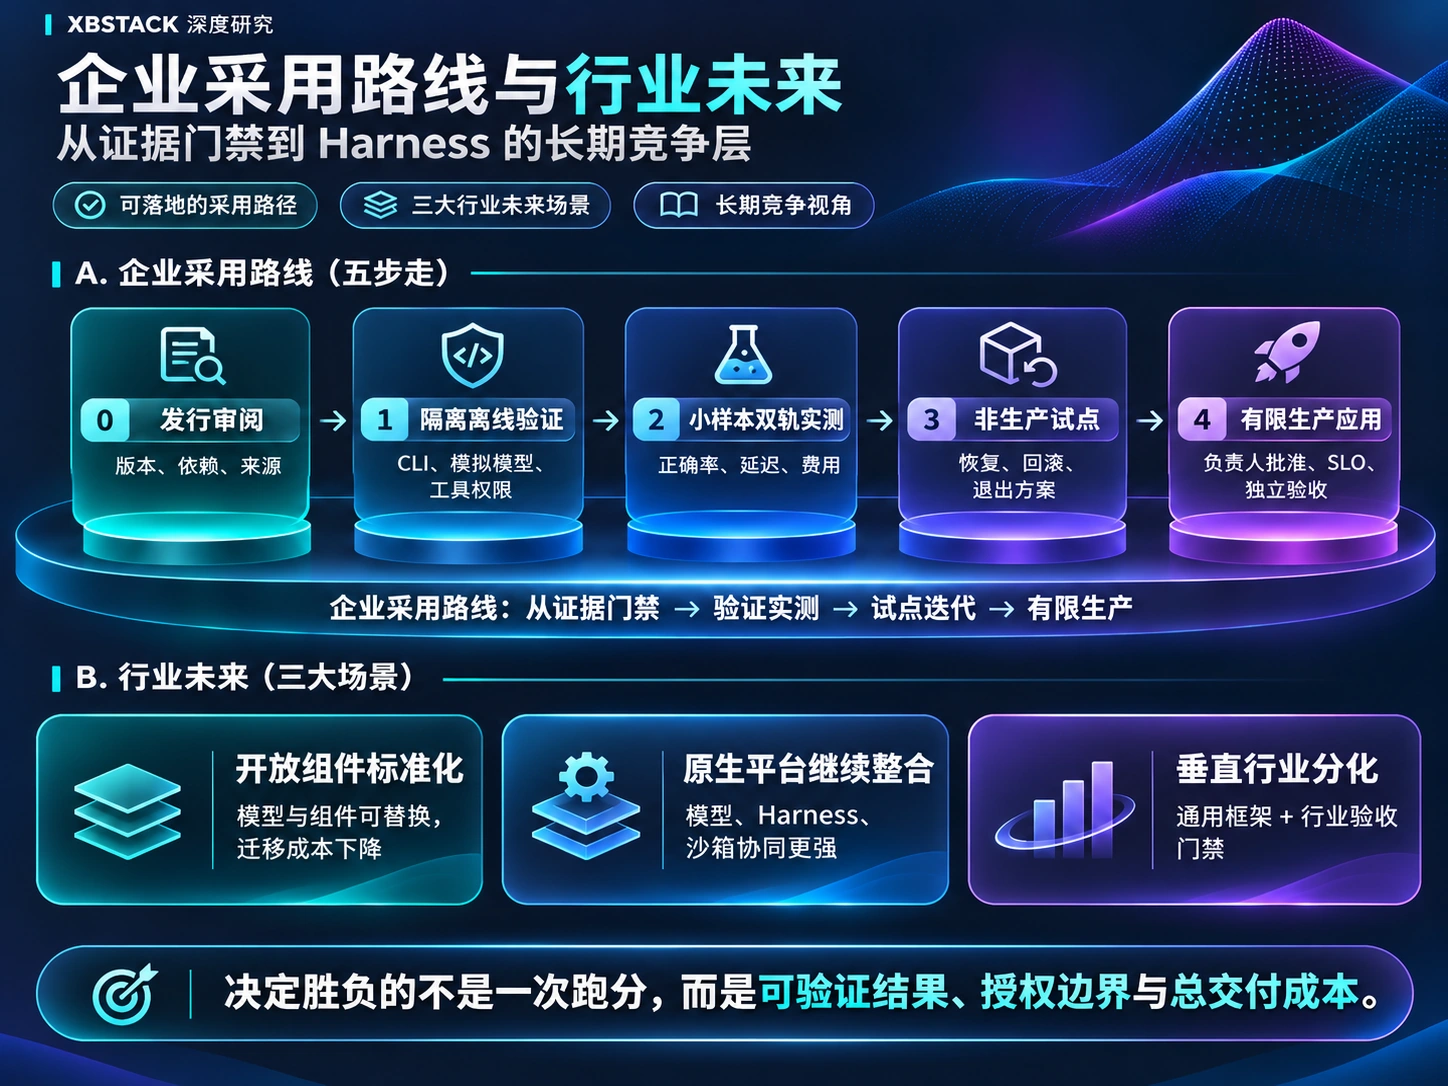 XBSTACK 深度研究
企业采用路线与行业未来
从证据门禁到 Harness 的长期竞争层
可落地的采用路径
三大行业未来场景
长期竞争视角
A. 企业采用路线（五步走）
0 发行审阅
版本、依赖、来源
→
1 隔离离线验证
CLI、模拟模型、
工具权限
→
2 小样本双轨实测
正确率、延迟、费用
→
3 非生产试点
恢复、回滚、
退出方案
→
4 有限生产应用
负责人批准、SLO、
独立验收
企业采用路线：从证据门禁 → 验证实测 → 试点迭代 → 有限生产
B. 行业未来（三大场景）
开放组件标准化
模型与组件可替换，
迁移成本下降
原生平台继续整合
模型、Harness、
沙箱协同更强
垂直行业分化
通用框架 + 行业验收
门禁
决定胜负的不是一次跑分，而是可验证结果、授权边界与总交付成本。